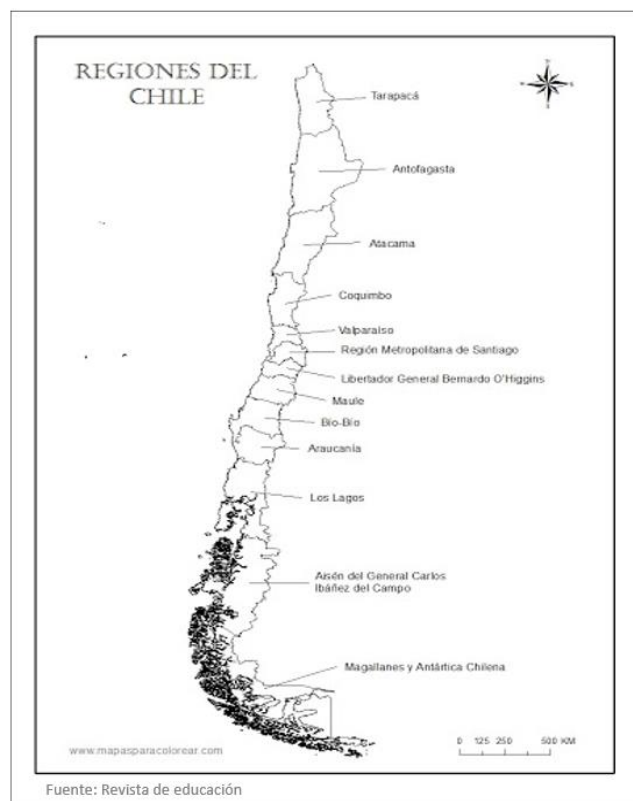 REGIONES DEL
CHILE
Tarapacá
Antofagasta
Atacama
Coquimbo
Valparaíso
Región Metropolitana de Santiago
Libertador General Bernardo O'Higgins
Maule
Bío-Bío
Araucanía
Los Lagos
Aisén del General Carlos
Ibáñez del Campo
Magallanes y Antártica Chilena
www.mapasparacolorear.com
0 125 250 500 KM
Fuente: Revista de educación